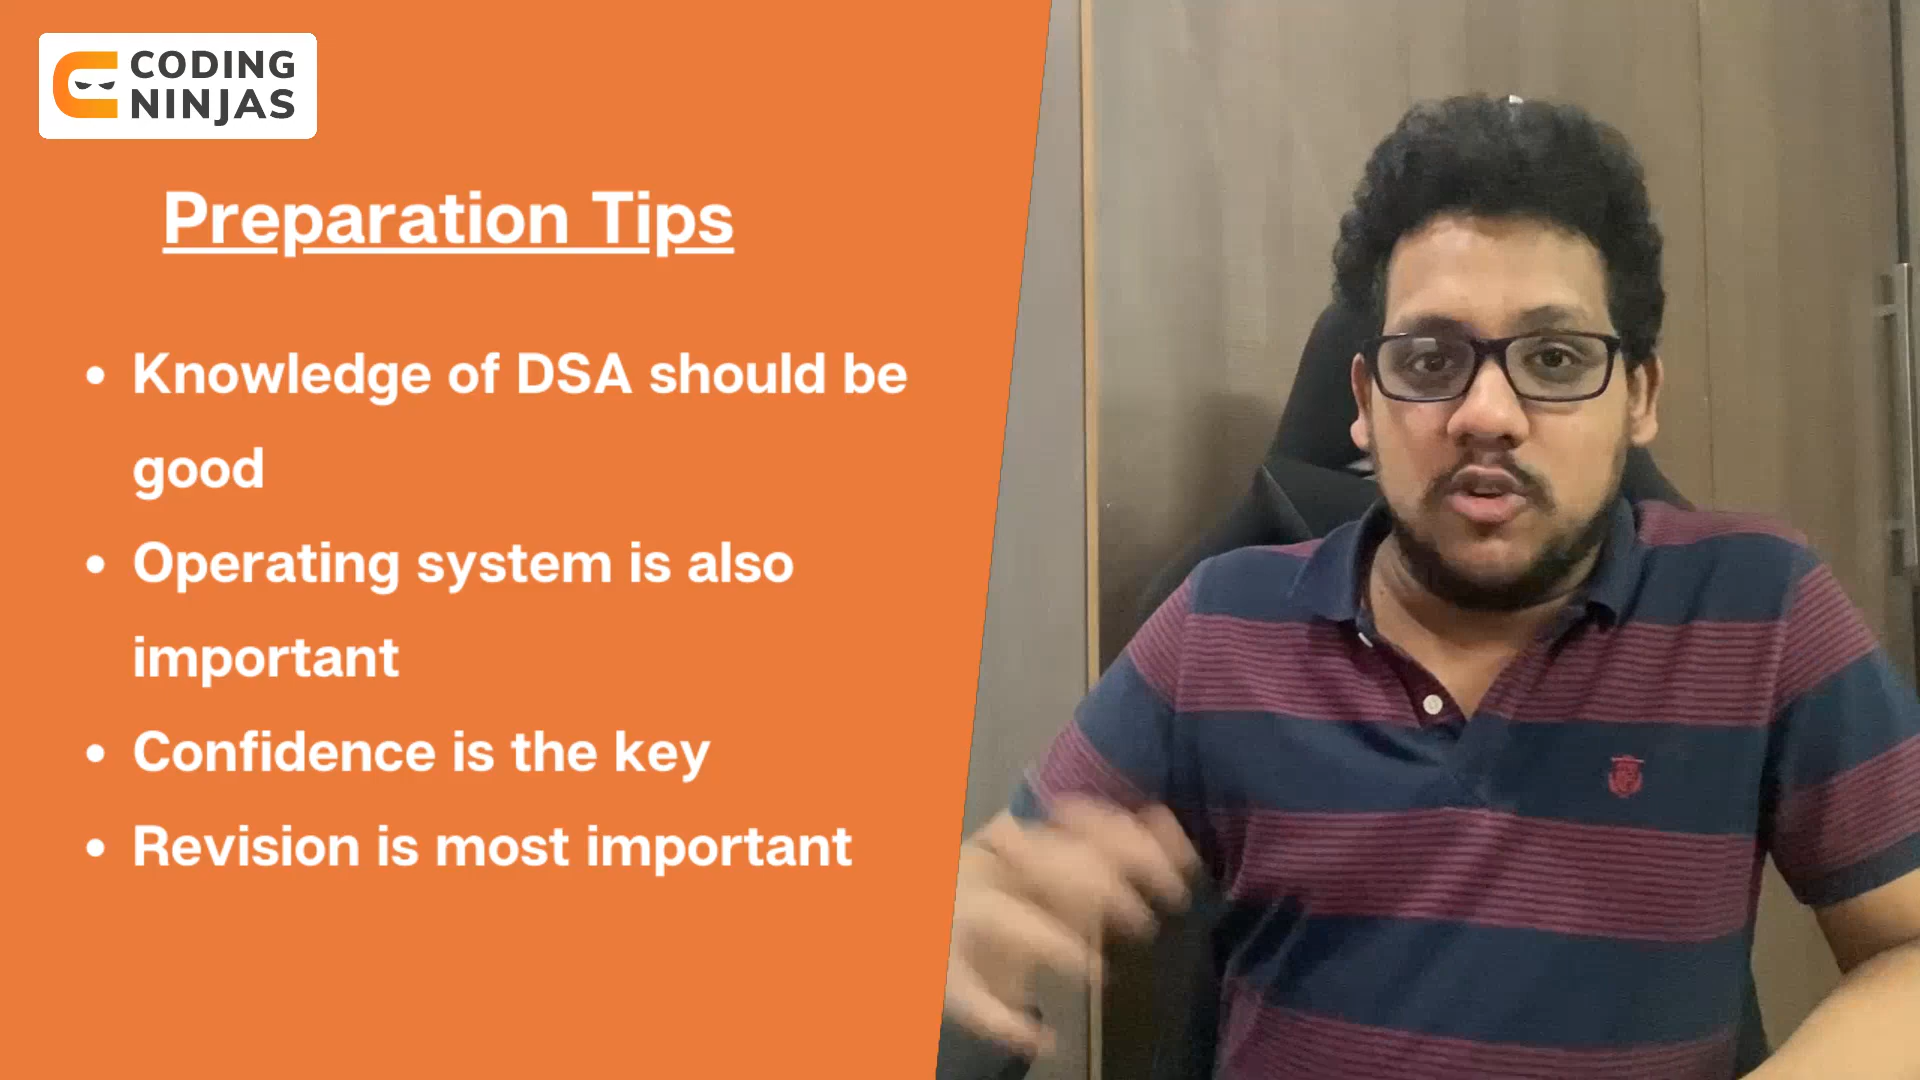 CODING
NINJAS
Preparation Tips
• Knowledge of DSA should be
good
• Operating system is also
important
• Confidence is the key
• Revision is most important